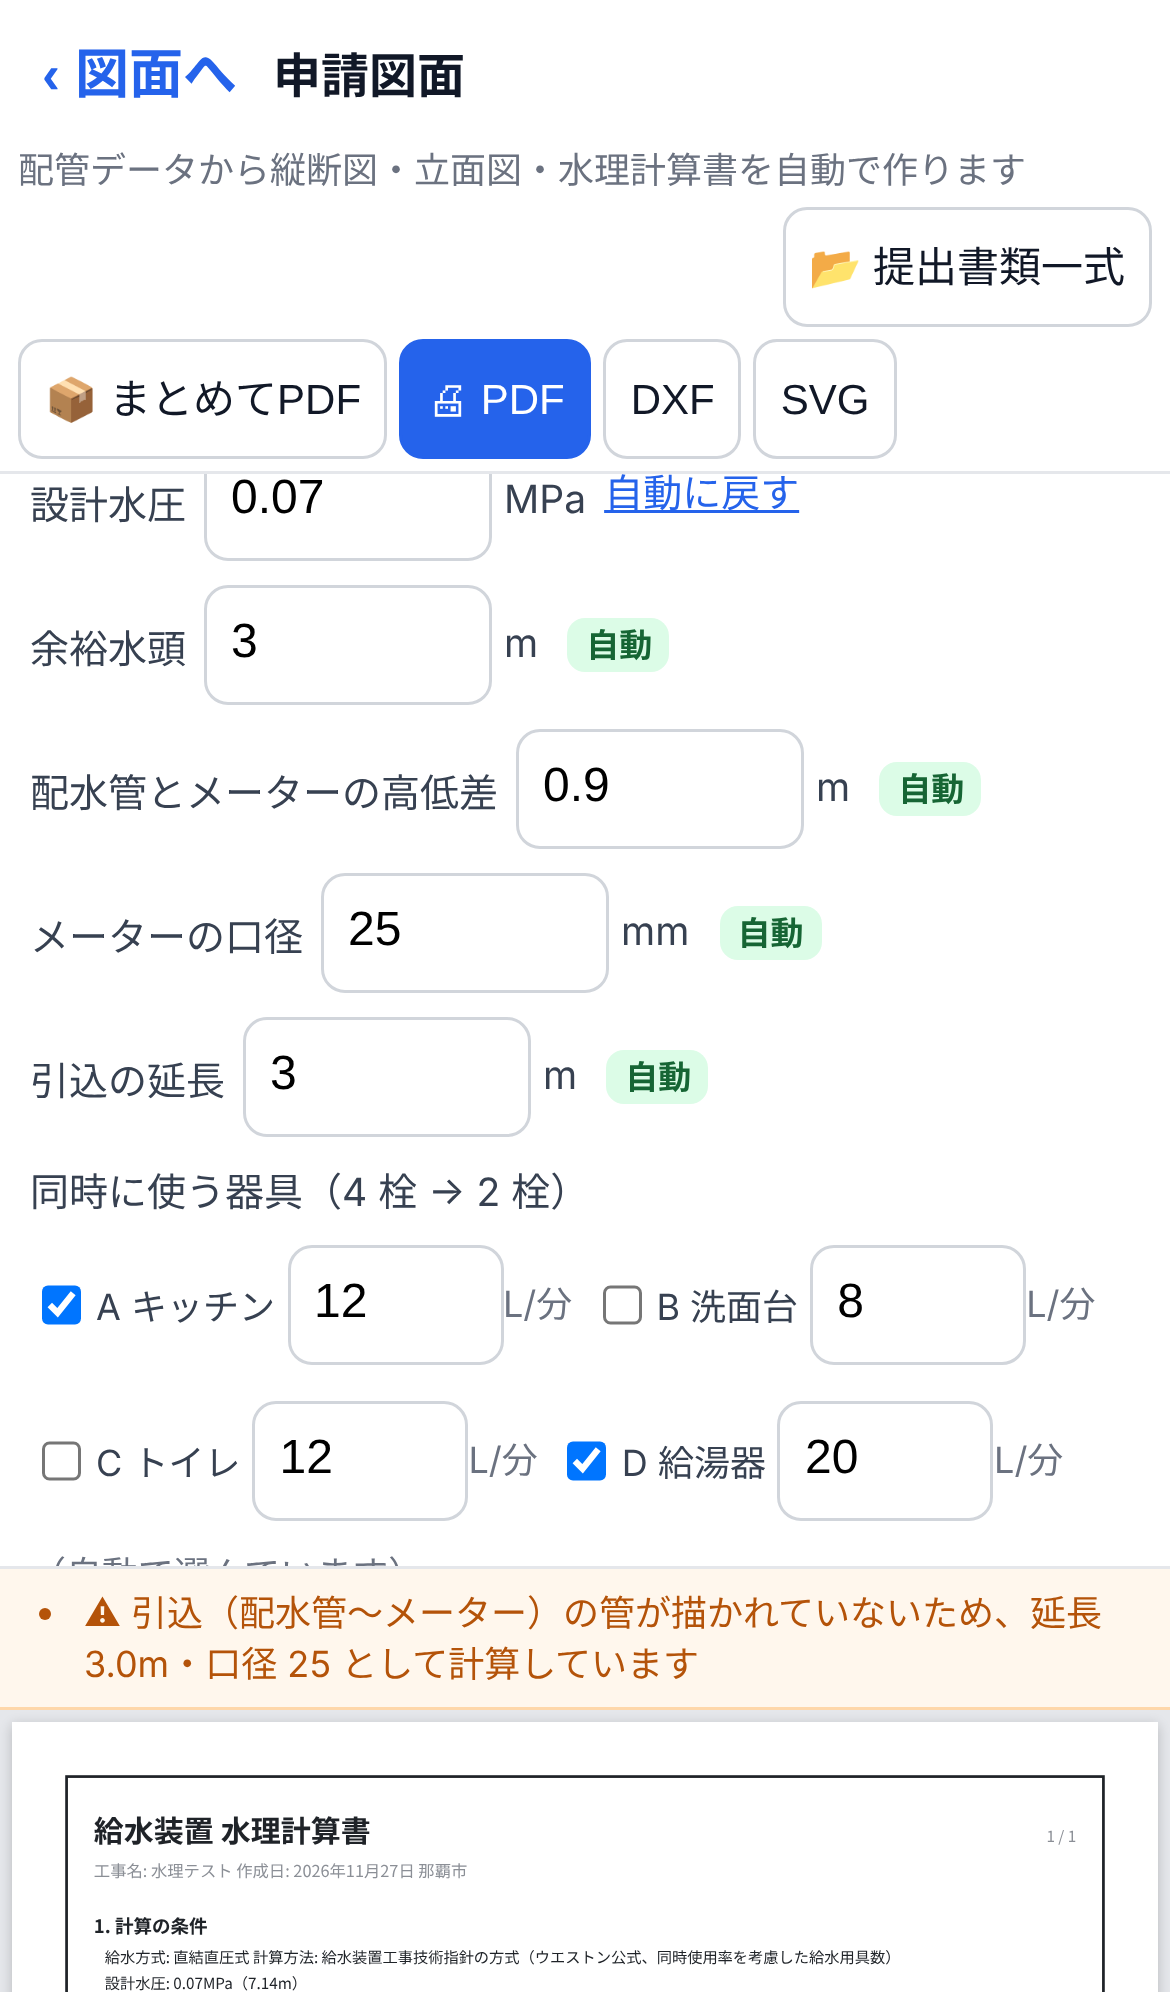 ‹ 図面へ 申請図面
配管データから縦断図・立面図・水理計算書を自動で作ります
📂 提出書類一式
📦 まとめてPDF 🖨 PDF DXF SVG
設計水圧 0.07 MPa 自動に戻す
余裕水頭 3 m 自動
配水管とメーターの高低差 0.9 m 自動
メーターの口径 25 mm 自動
引込の延長 3 m 自動
同時に使う器具（4 栓 → 2 栓）
A キッチン 12 L/分 B 洗面台 8 L/分
C トイレ 12 L/分 D 給湯器 20 L/分
（自動で選んでいます）
• ⚠ 引込（配水管〜メーター）の管が描かれていないため、延長
3.0m・口径 25 として計算しています
給水装置 水理計算書
1 / 1
工事名: 水理テスト 作成日: 2026年11月27日 那覇市
1. 計算の条件
給水方式: 直結直圧式 計算方法: 給水装置工事技術指針の方式（ウエストン公式、同時使用率を考慮した給水用具数）
設計水圧: 0.07MPa（7.14m）